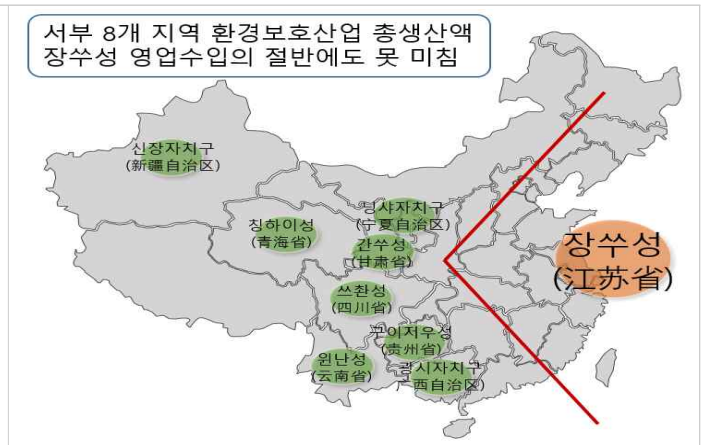 서부 8개 지역 환경보호산업 총생산액
장쑤성 영업수입의 절반에도 못 미침
신장자치구
(新疆自治区)
닝샤자치구
(宁夏自治区)
칭하이성
(青海省)
간쑤성
(甘肃省)
장쑤성
(江苏省)
쓰촨성
(四川省)
구이저우성
(贵州省)
윈난성
(云南省)
광시자치구
广西自治区)